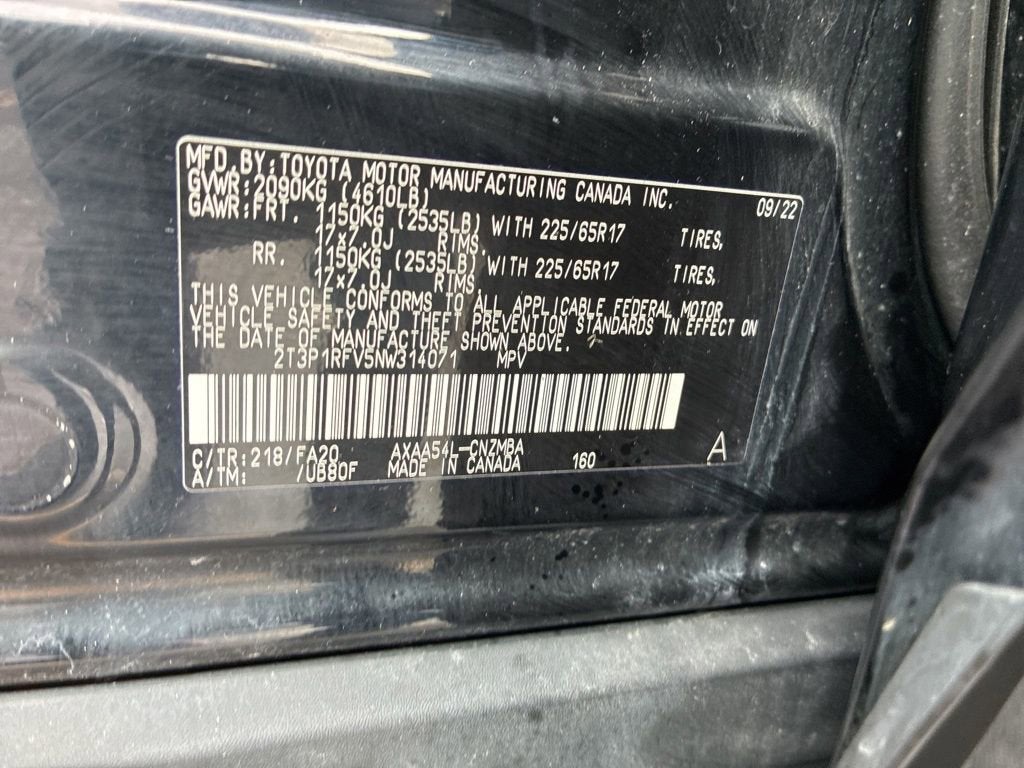 MFD.BY:TOYOTA MOTOR MANUFACTURING CANADA INC. 09/22
GVWR:2090KG (4610LB)
GAWR:FRT. 1150KG (2535LB) WITH 225/65R17 TIRES,
17x7.0J RIMS.
RR. 1150KG (2535LB) WITH 225/65R17 TIRES,
17x7.0J RIMS.
THIS VEHICLE CONFORMS TO ALL APPLICABLE FEDERAL MOTOR
VEHICLE SAFETY AND THEFT PREVENTION STANDARDS IN EFFECT ON
THE DATE OF MANUFACTURE SHOWN ABOVE.
2T3P1RFV5NW314071 MPV
C/TR:218/FA20 AXAA54L-CNZMBA
A/TM: /UB80F MADE IN CANADA 160 A